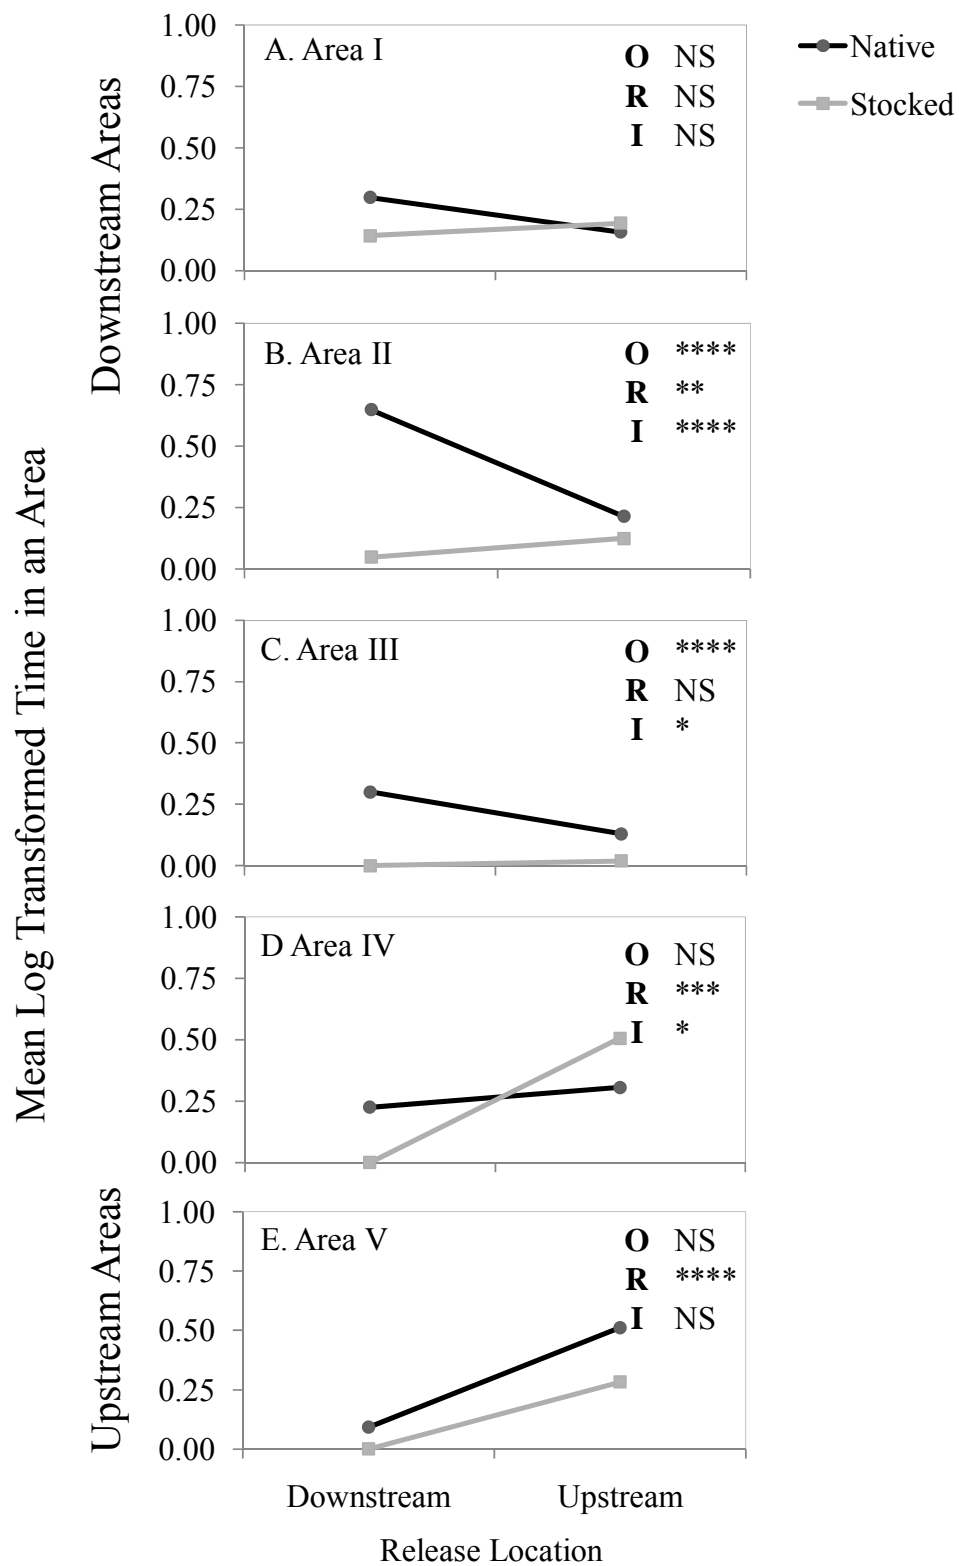 Native
Stocked
Downstream Areas
Mean Log Transformed Time in an Area
Upstream Areas
A. Area I
O NS
R NS
I NS
1.00
0.75
0.50
0.25
0.00
B. Area II
O ****
R **
I ****
1.00
0.75
0.50
0.25
0.00
C. Area III
O ****
R NS
I *
1.00
0.75
0.50
0.25
0.00
D Area IV
O NS
R ***
I *
1.00
0.75
0.50
0.25
0.00
E. Area V
O NS
R ****
I NS
1.00
0.75
0.50
0.25
0.00
Downstream Upstream
Release Location